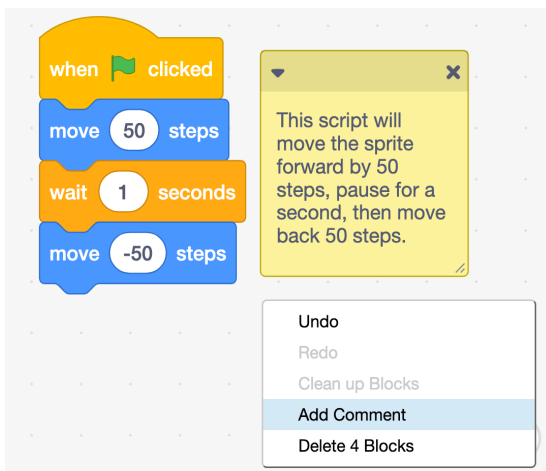 when clicked
move 50 steps
wait 1 seconds
move -50 steps
This script will
move the sprite
forward by 50
steps, pause for a
second, then move
back 50 steps.
Undo
Redo
Clean up Blocks
Add Comment
Delete 4 Blocks